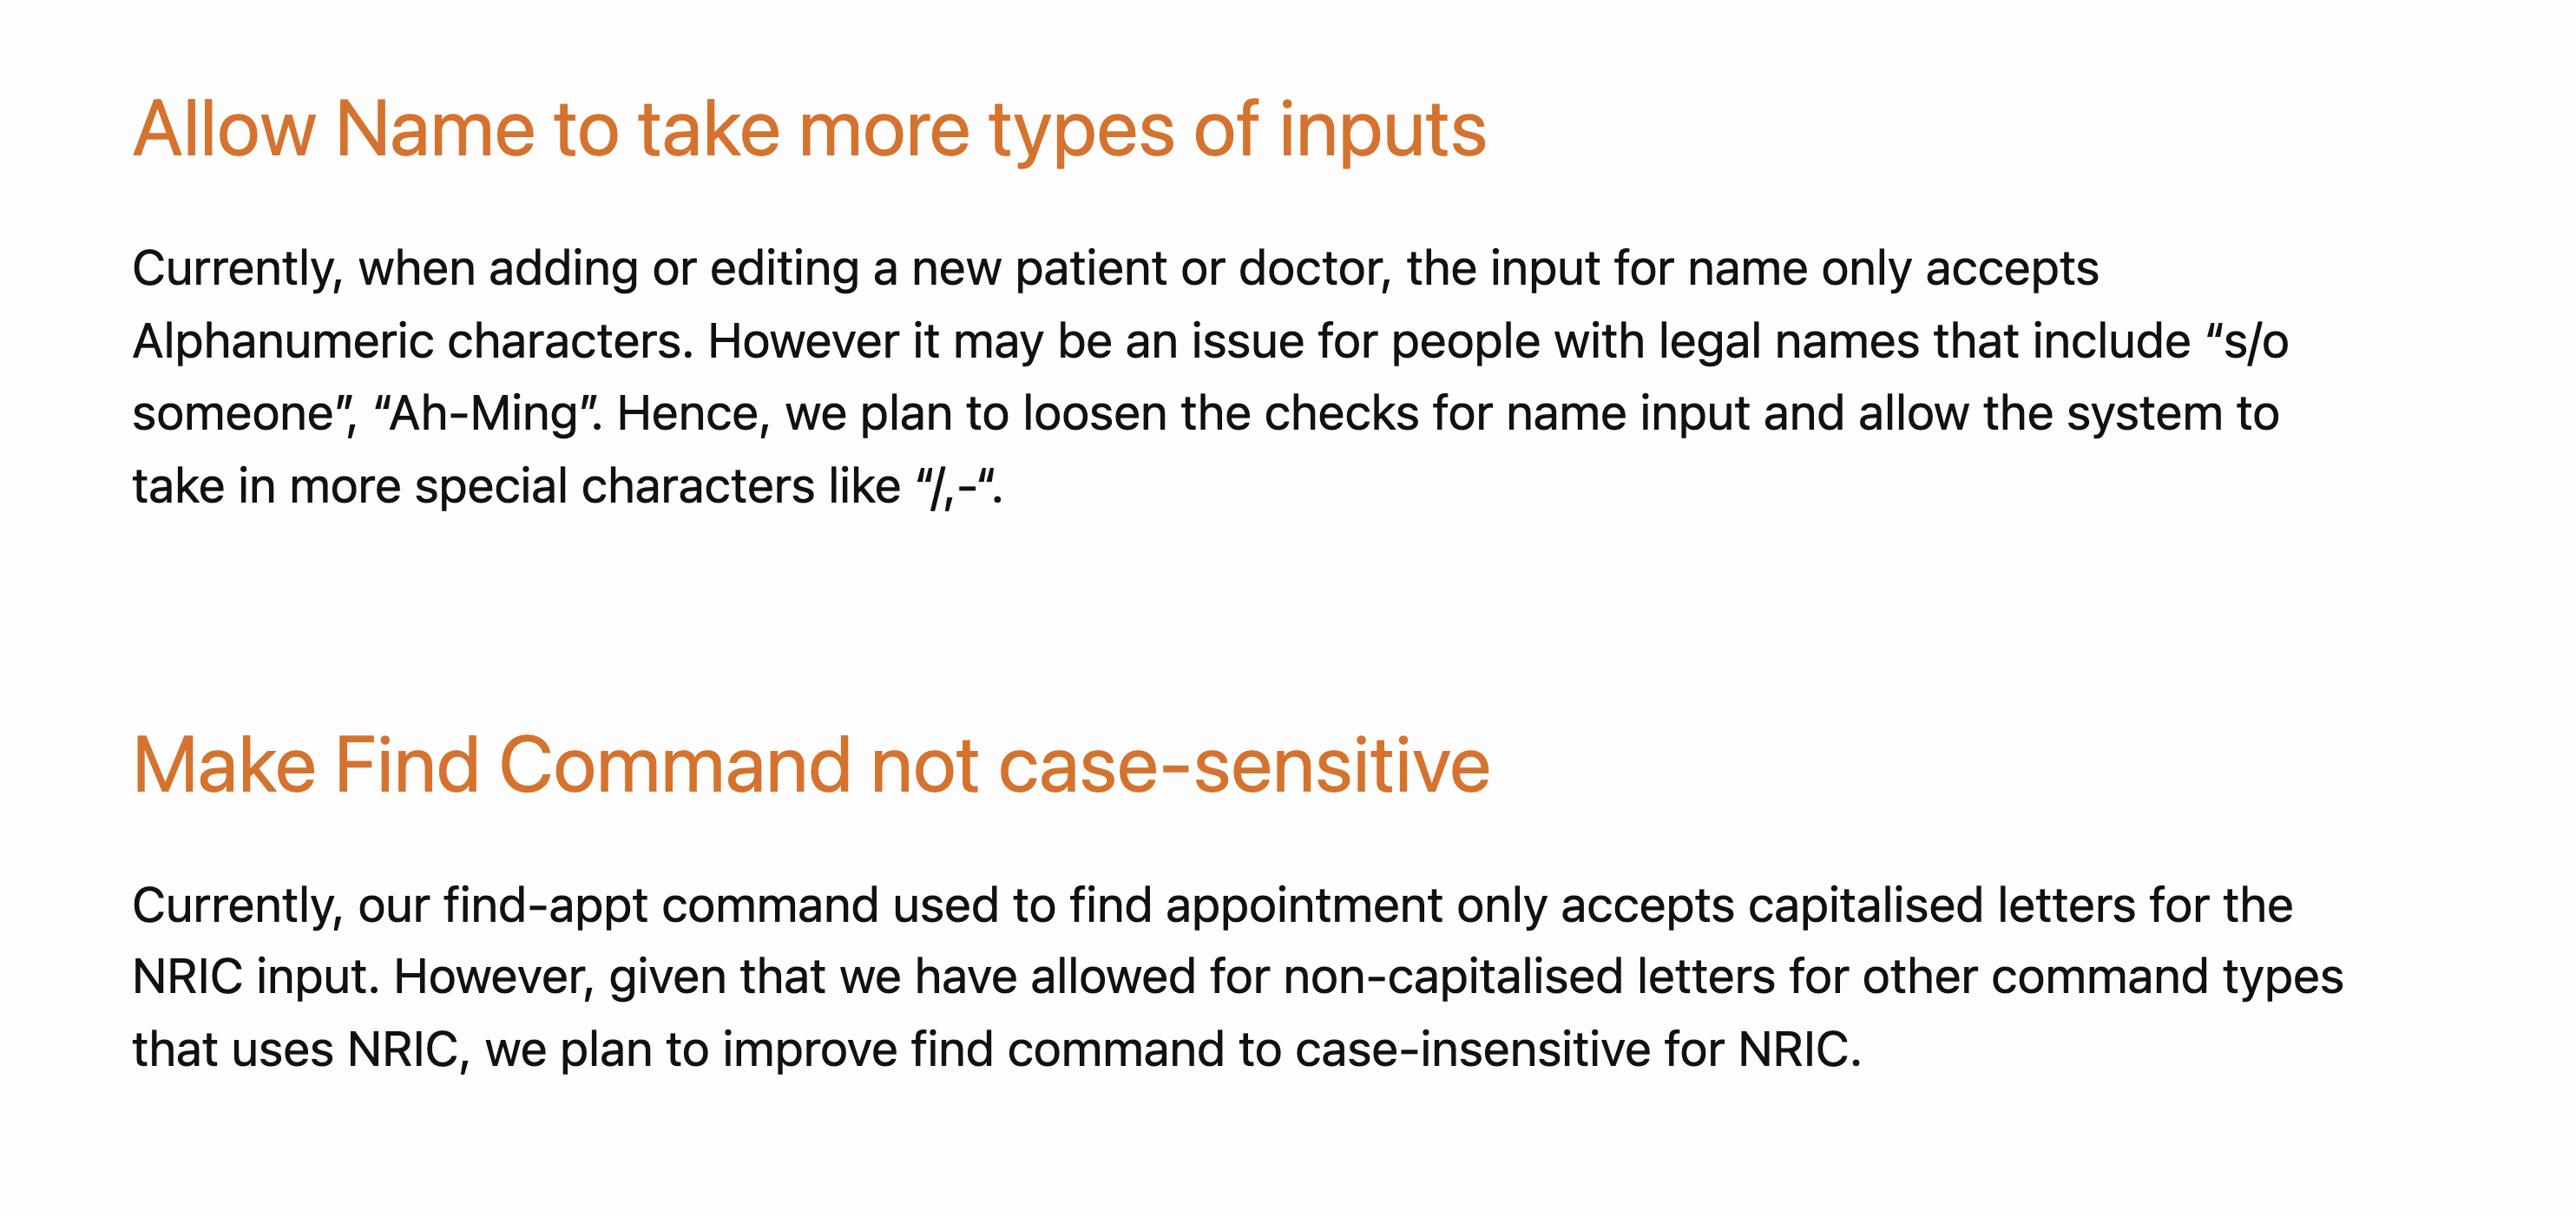 Allow Name to take more types of inputs
Currently, when adding or editing a new patient or doctor, the input for name only accepts
Alphanumeric characters. However it may be an issue for people with legal names that include “s/o
someone”, “Ah-Ming”. Hence, we plan to loosen the checks for name input and allow the system to
take in more special characters like “/,-“.
Make Find Command not case-sensitive
Currently, our find-appt command used to find appointment only accepts capitalised letters for the
NRIC input. However, given that we have allowed for non-capitalised letters for other command types
that uses NRIC, we plan to improve find command to case-insensitive for NRIC.